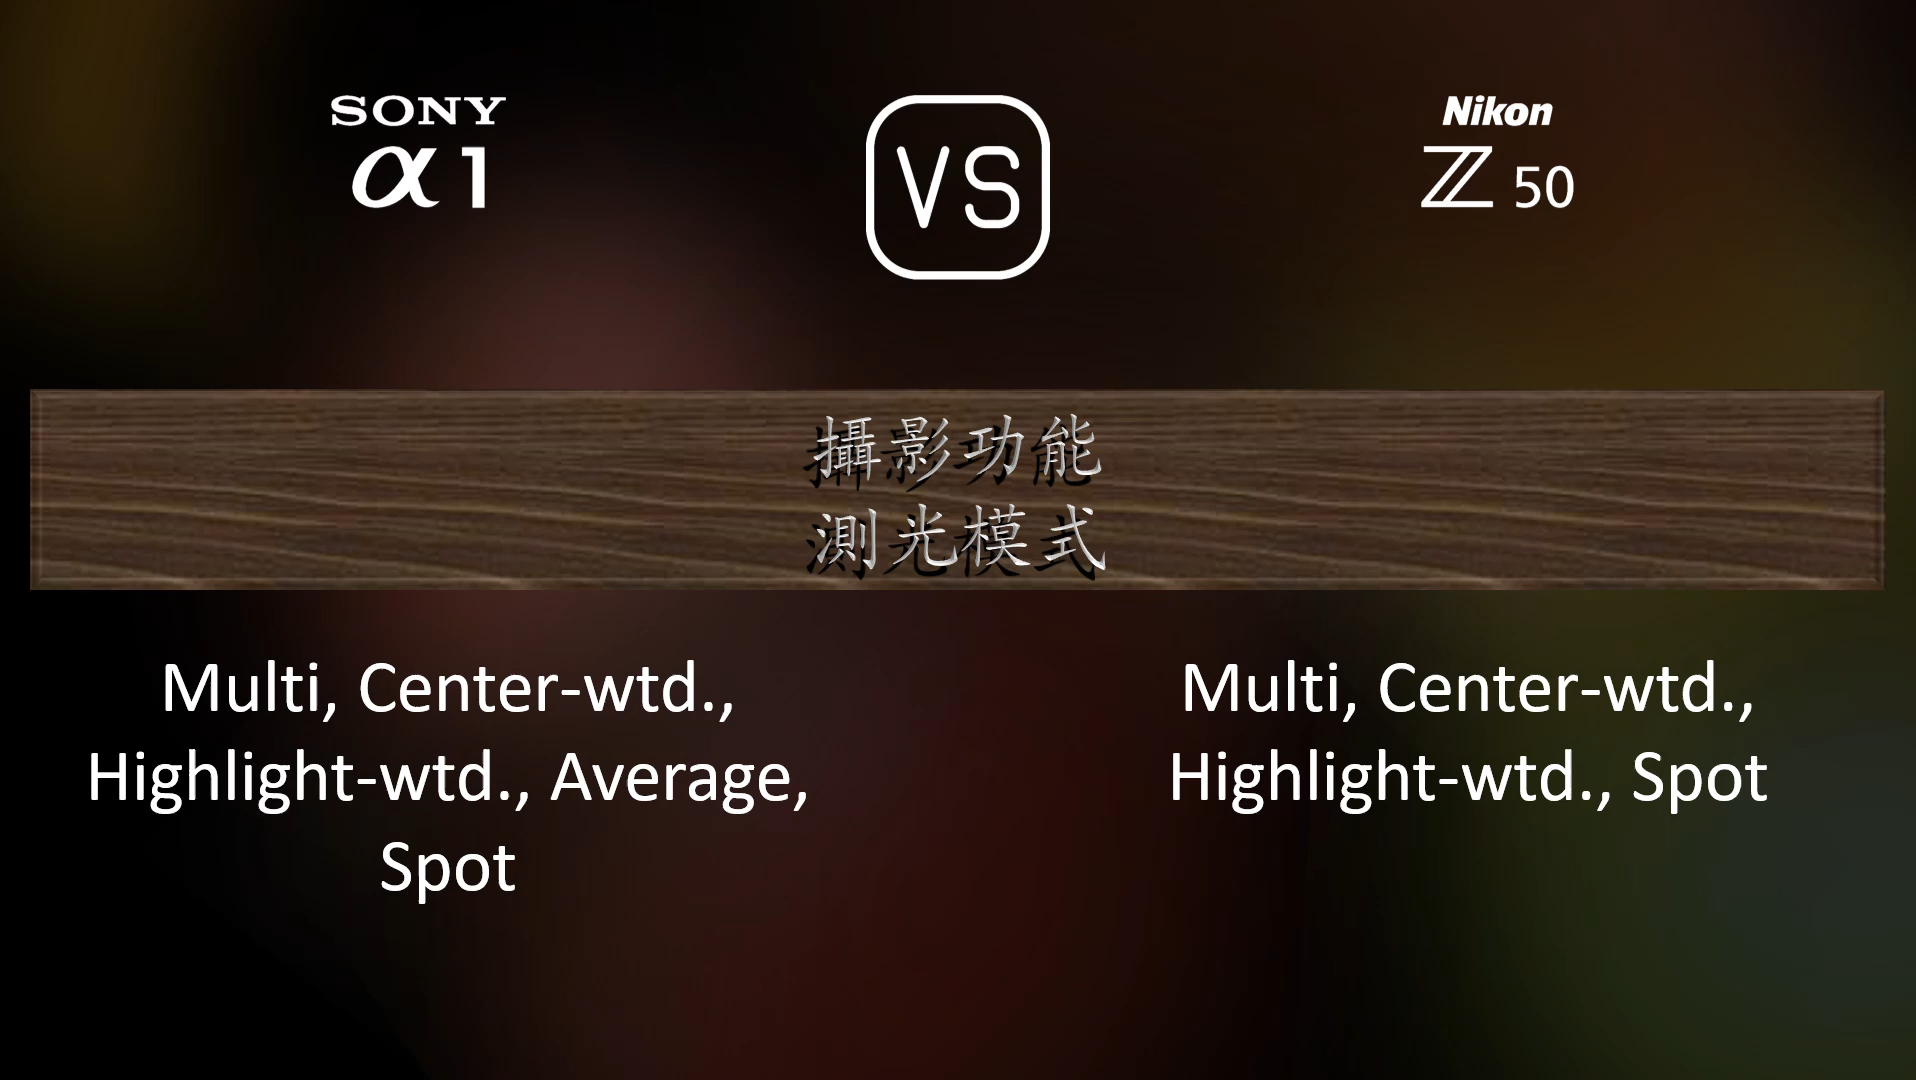 SONY
α1
VS
Nikon
Z 50
攝影功能
測光模式
Multi, Center-wtd.,
Highlight-wtd., Average,
Spot
Multi, Center-wtd.,
Highlight-wtd., Spot